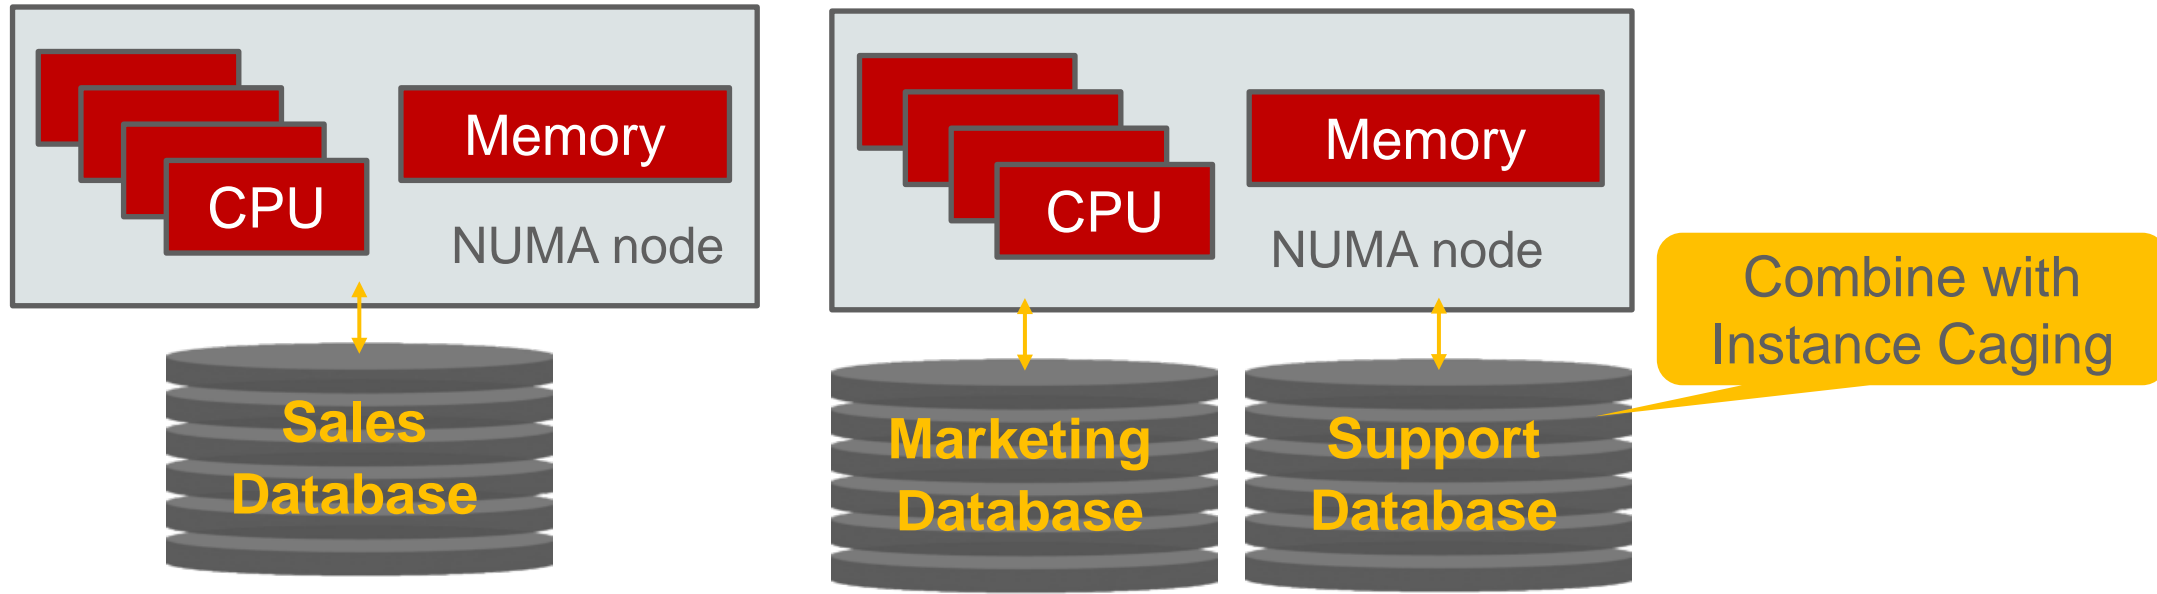 Memory
CPU
NUMA node
Sales
Database
Memory
CPU
NUMA node
Marketing
Database
Support
Database
Combine with
Instance Caging